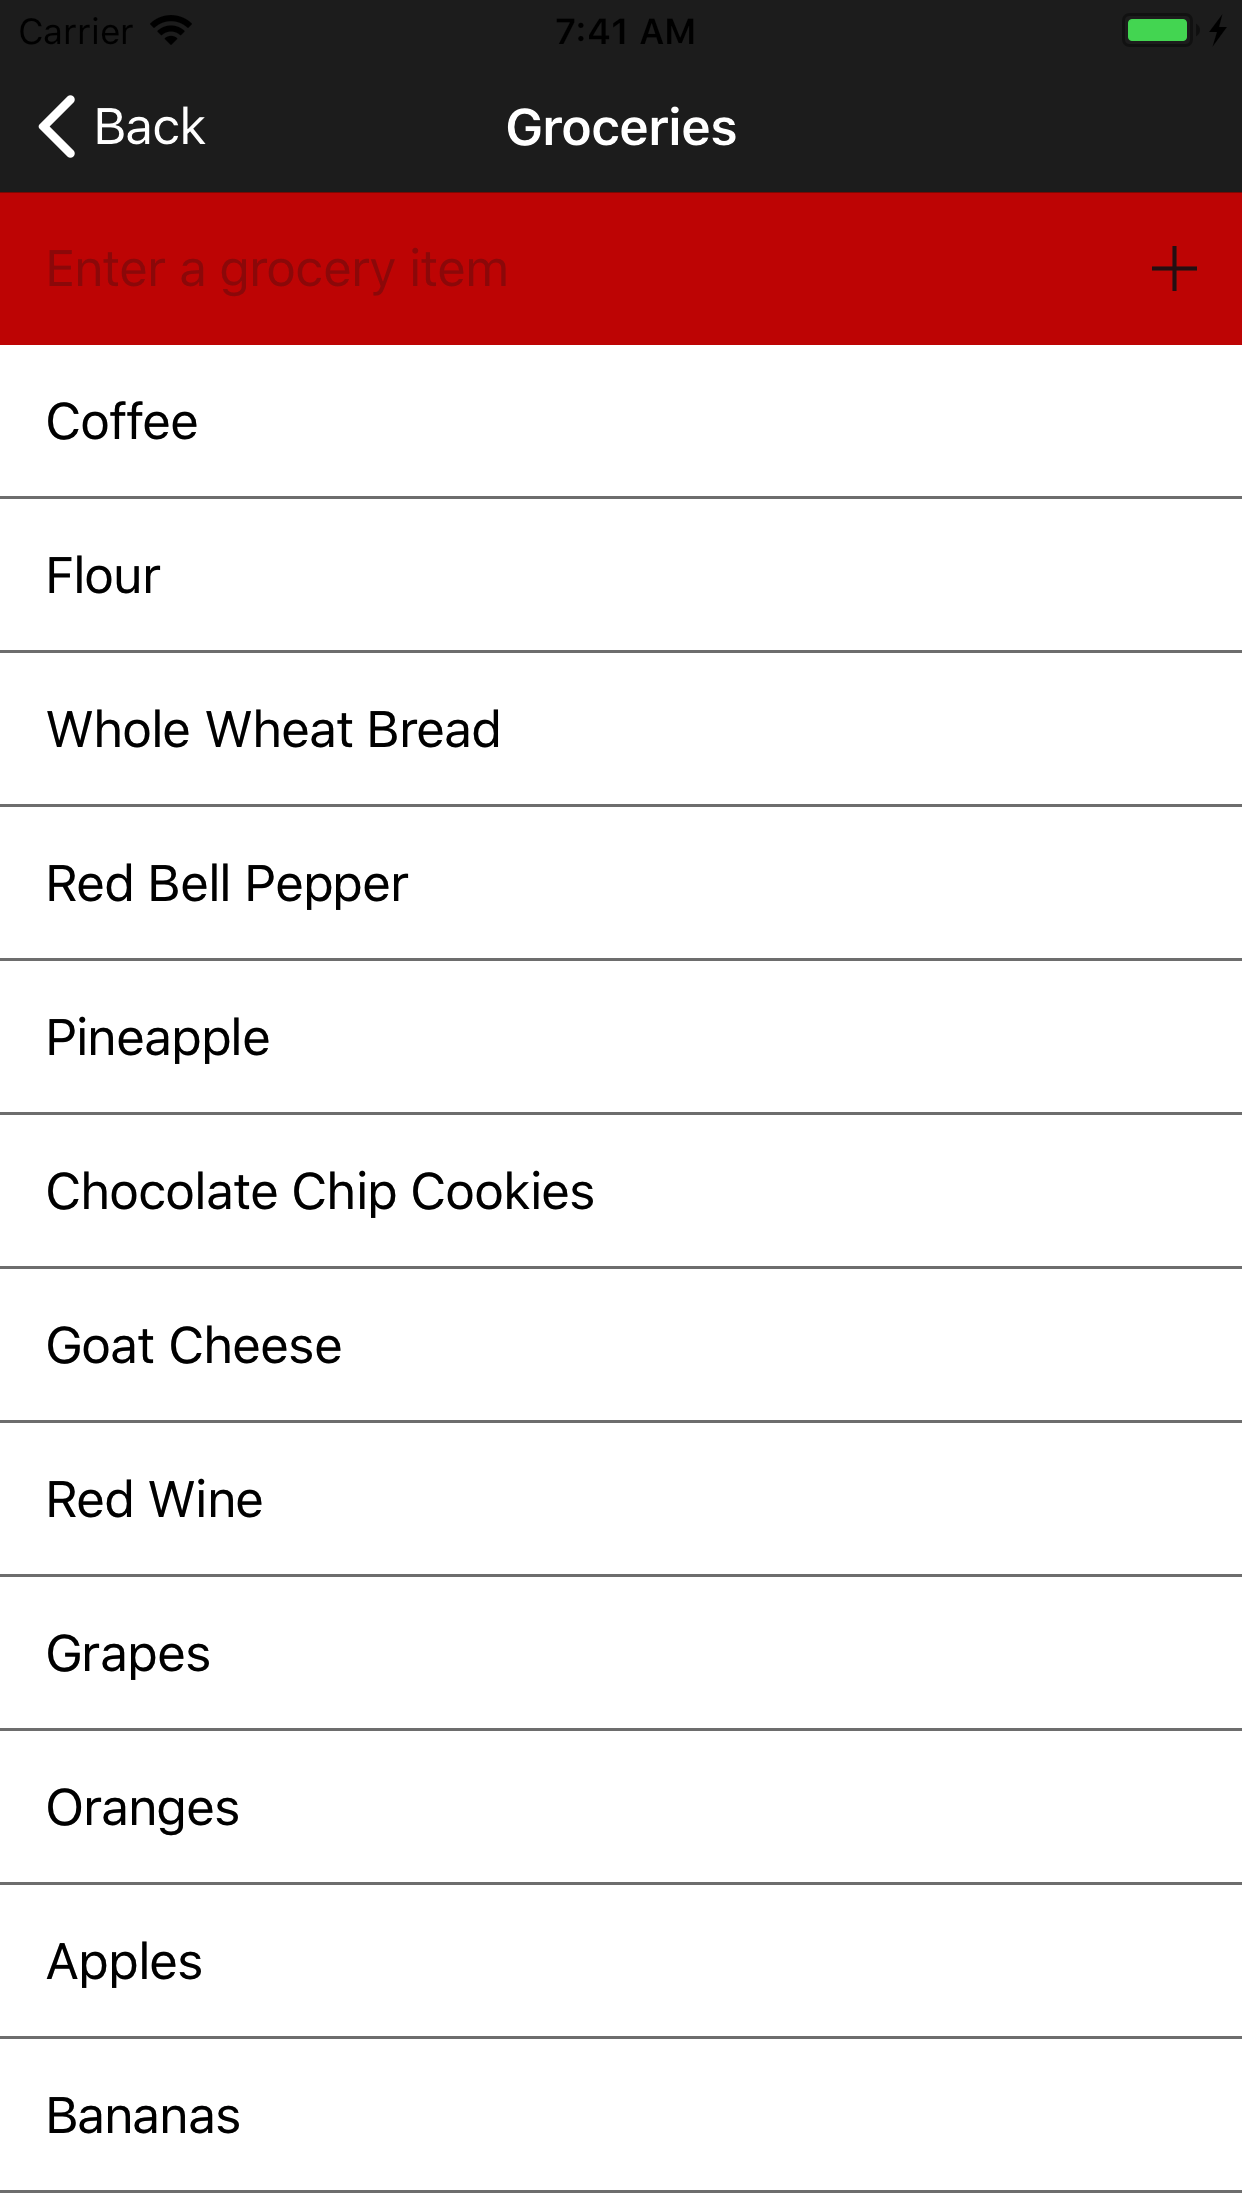 Carrier 7:41 AM
Back Groceries
Enter a grocery item +
Coffee
Flour
Whole Wheat Bread
Red Bell Pepper
Pineapple
Chocolate Chip Cookies
Goat Cheese
Red Wine
Grapes
Oranges
Apples
Bananas